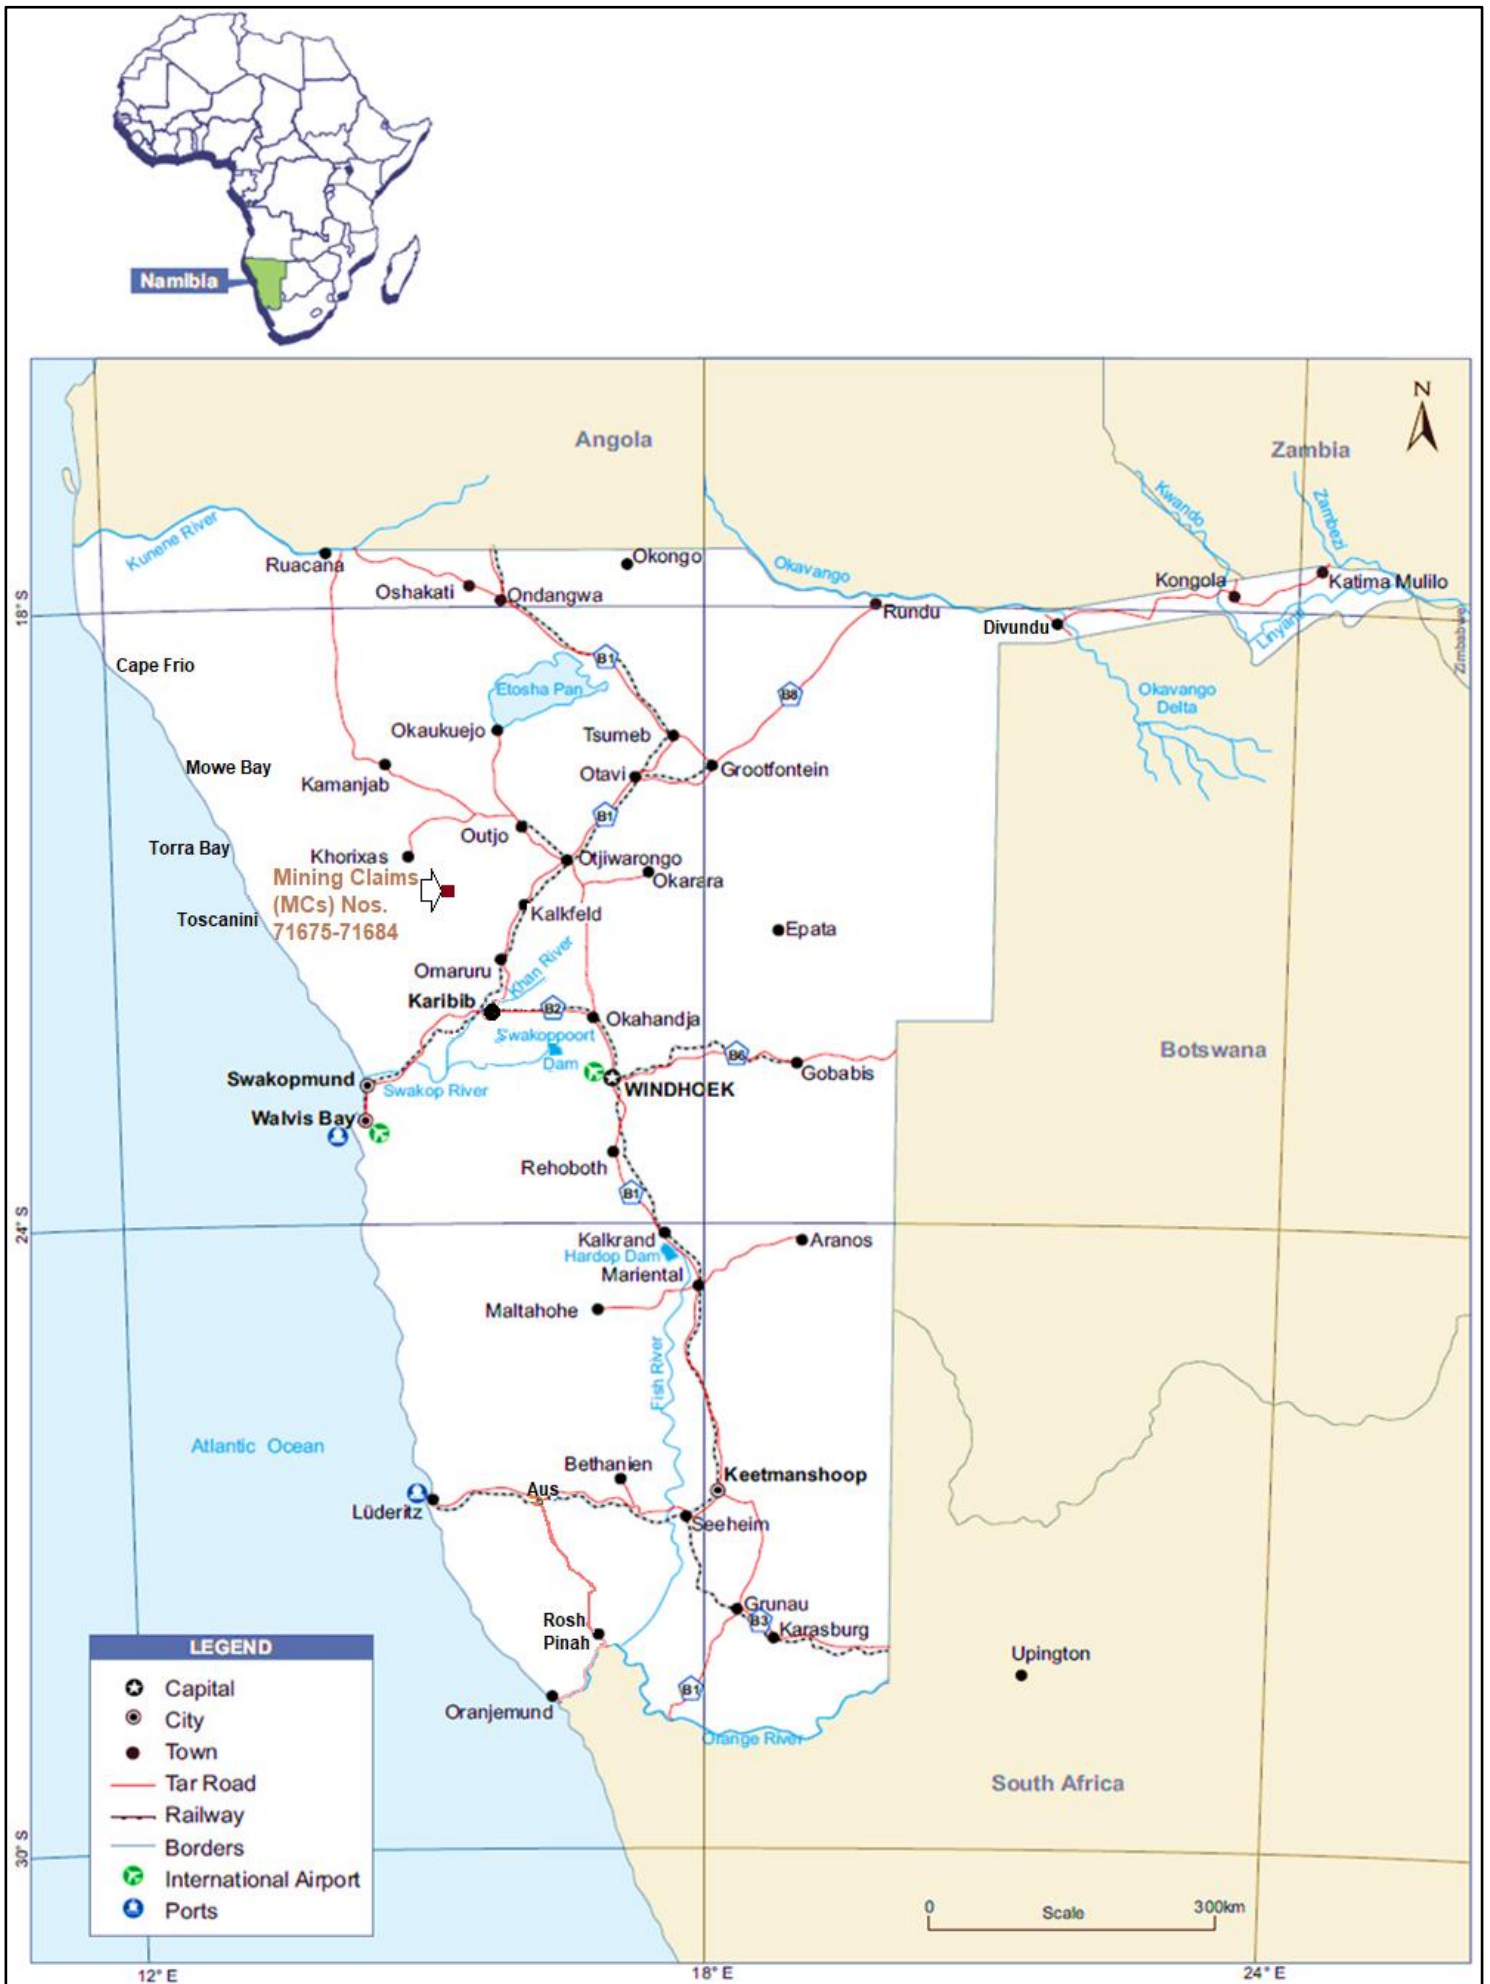 Namibia
N
Angola
Zambia
Kwando
Zambezi
Kunene River
Ruacana
Okongo
Okavango
Oshakati
Ondangwa
Kongola
Katima Mulilo
18° S
Rundu
Divundu
Linyanti
Zimbabwe
Cape Frio
B1
Etosha Pan
B8
Okavango
Delta
Okaukuejo
Tsumeb
Mowe Bay
Otavi
Grootfontein
Kamanjab
B1
Outjo
Torra Bay
Khorixas
Otjiwarongo
Mining Claims
(MCs) Nos.
71675-71684
Okarara
Toscanini
Kalkfeld
Epata
Omaruru
Khan River
Karibib
B2
Okahandja
Swakoppoort
Dam
B6
Botswana
Gobabis
Swakopmund
Swakop River
WINDHOEK
Walvis Bay
Rehoboth
B1
24° S
Kalkrand
Aranos
Hardop Dam
Mariental
Maltahohe
Fish River
Atlantic Ocean
Bethanien
Keetmanshoop
Aus
Lüderitz
Seeheim
Grunau
B3
Rosh
Pinah
Karasburg
Upington
B1
Oranjemund
Orange River
South Africa
LEGEND
Capital
City
Town
Tar Road
Railway
Borders
International Airport
Ports
30° S
0
Scale
300km
12° E
18° E
24° E